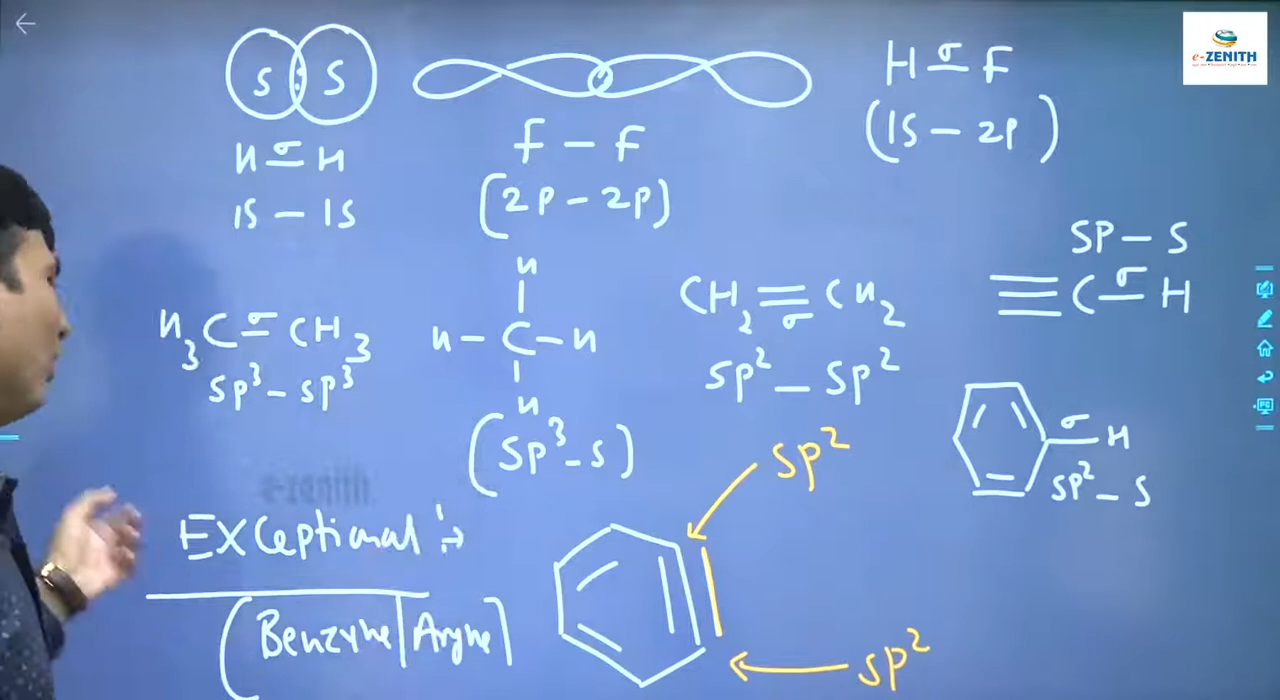 S S
H σ H
1S — 1S
F — F
(2P — 2P)
H σ F
(1S — 2P)
e-ZENITH
H3C σ CH3
SP³ – SP³
H
H – C – H
H
(SP³ – S)
CH2 = CH2
σ
SP² — SP²
SP — S
≡ C σ H
σ H
SP² — S
e-zenith
EXCeptional :→
(Benzyne/Aryne)
SP²
SP²